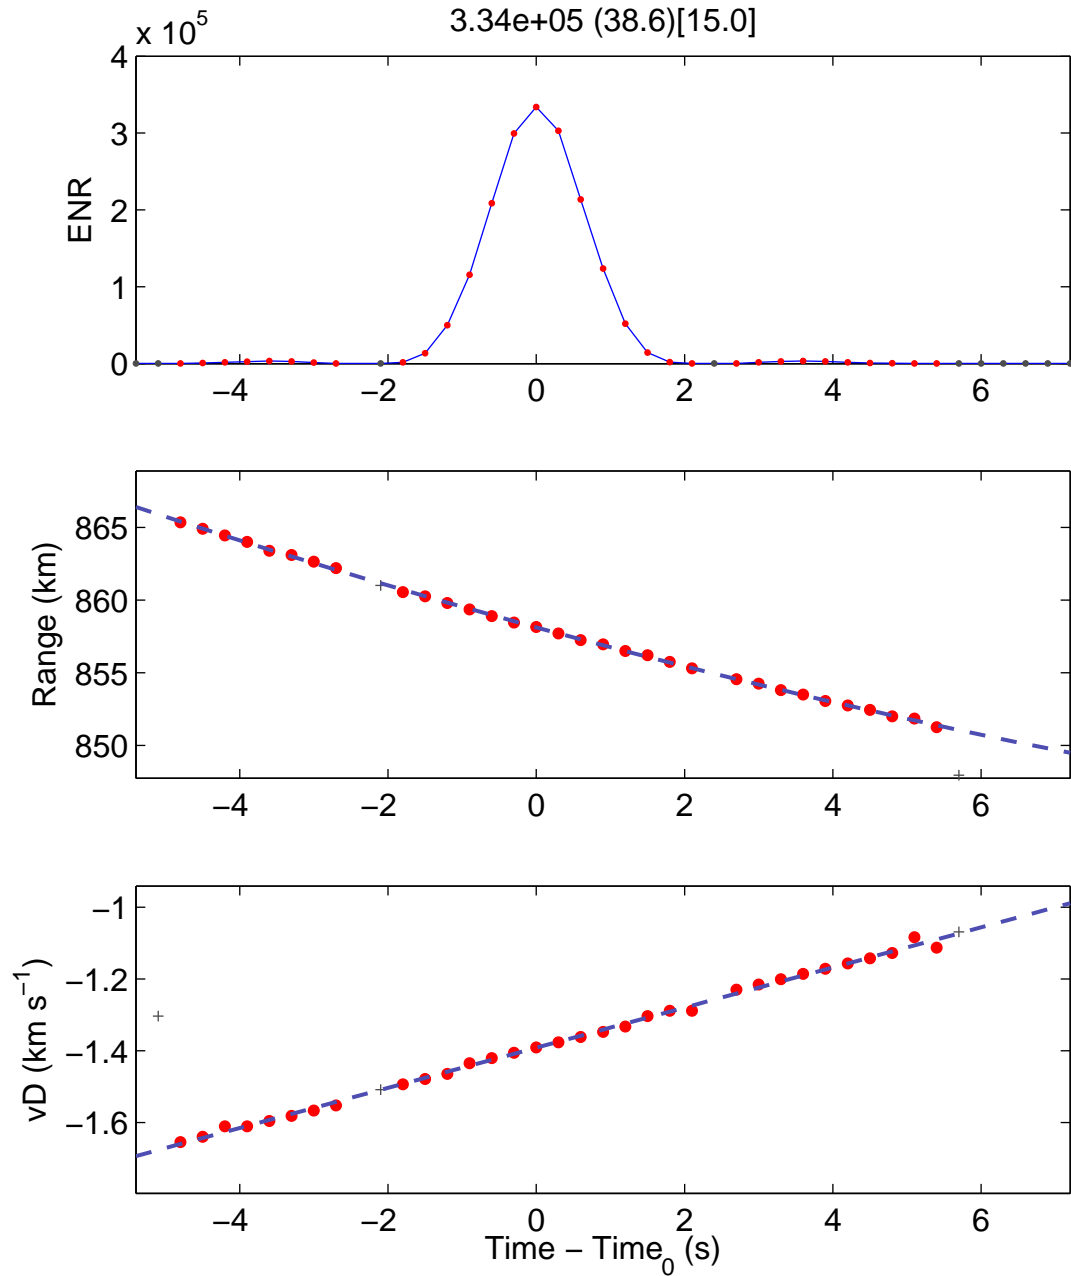 3.34e+05 (38.6)[15.0]
x 10^5
4
3
2
1
0
ENR
−4 −2 0 2 4 6
865
860
855
850
Range (km)
−4 −2 0 2 4 6
−1
−1.2
−1.4
−1.6
vD (km s^−1)
−4 −2 0 2 4 6
Time − Time_0 (s)